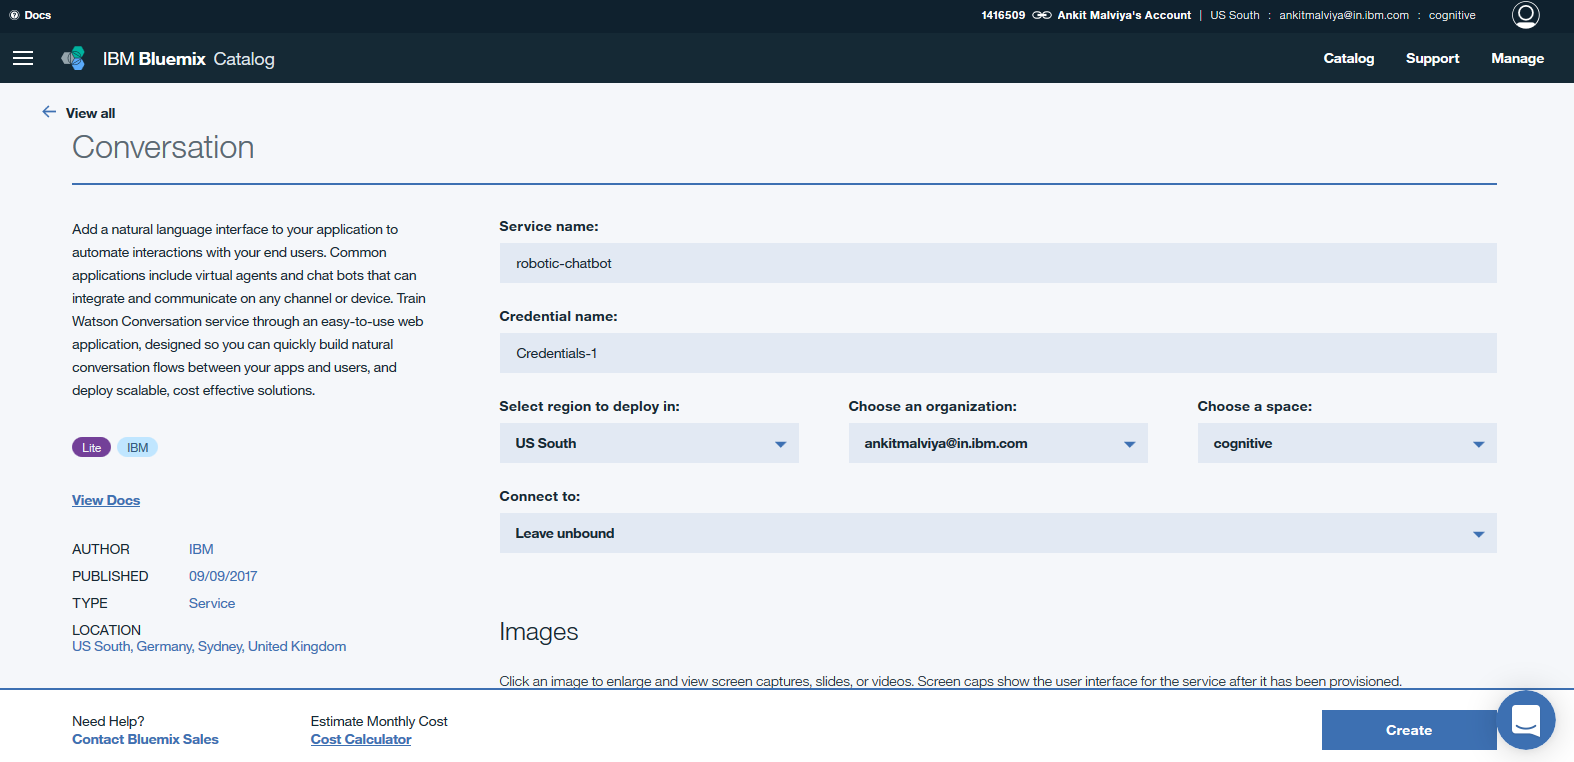 Docs
1416509 Ankit Malviya's Account | US South : ankitmalviya@in.ibm.com : cognitive
IBM Bluemix Catalog
Catalog Support Manage
View all
Conversation
Add a natural language interface to your application to
automate interactions with your end users. Common
applications include virtual agents and chat bots that can
integrate and communicate on any channel or device. Train
Watson Conversation service through an easy-to-use web
application, designed so you can quickly build natural
conversation flows between your apps and users, and
deploy scalable, cost effective solutions.
Lite IBM
View Docs
AUTHOR IBM
PUBLISHED 09/09/2017
TYPE Service
LOCATION
US South, Germany, Sydney, United Kingdom
Service name:
robotic-chatbot
Credential name:
Credentials-1
Select region to deploy in: Choose an organization: Choose a space:
US South ankitmalviya@in.ibm.com cognitive
Connect to:
Leave unbound
Images
Click an image to enlarge and view screen captures, slides, or videos. Screen caps show the user interface for the service after it has been provisioned.
Need Help? Estimate Monthly Cost
Contact Bluemix Sales Cost Calculator
Create